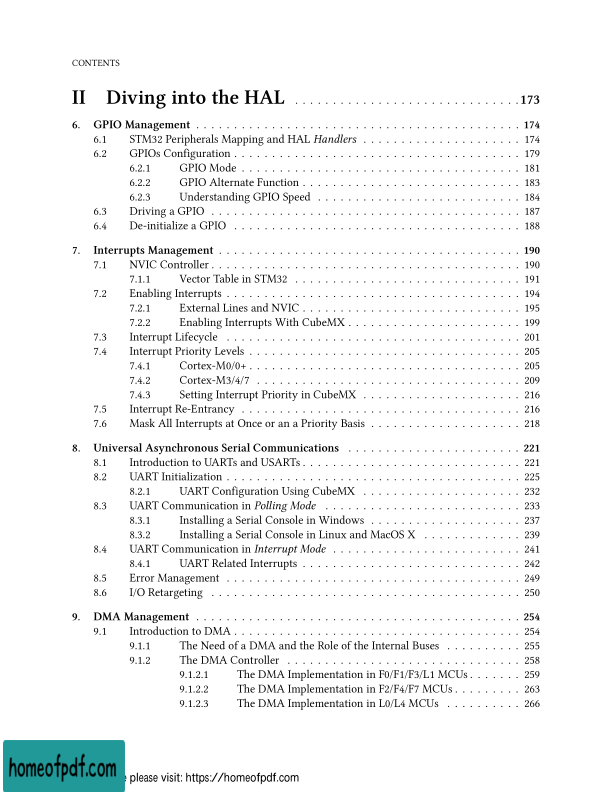 CONTENTS
II Diving into the HAL . . . . . . . . . . . . . . . . . . . . . . . . . . . . . 173
6. GPIO Management . . . . . . . . . . . . . . . . . . . . . . . . . . . . . 174
6.1 STM32 Peripherals Mapping and HAL Handlers . . . . . . . . . . . . . . . 174
6.2 GPIOs Configuration . . . . . . . . . . . . . . . . . . . . . . . . . . . 179
6.2.1 GPIO Mode . . . . . . . . . . . . . . . . . . . . . . . . . . . 181
6.2.2 GPIO Alternate Function . . . . . . . . . . . . . . . . . . . . 183
6.2.3 Understanding GPIO Speed . . . . . . . . . . . . . . . . . . . 184
6.3 Driving a GPIO . . . . . . . . . . . . . . . . . . . . . . . . . . . 187
6.4 De-initialize a GPIO . . . . . . . . . . . . . . . . . . . . . . . . 188
7. Interrupts Management . . . . . . . . . . . . . . . . . . . . . . . . . 190
7.1 NVIC Controller . . . . . . . . . . . . . . . . . . . . . . . . . . . 190
7.1.1 Vector Table in STM32 . . . . . . . . . . . . . . . . . . . . . 191
7.2 Enabling Interrupts . . . . . . . . . . . . . . . . . . . . . . . . . 194
7.2.1 External Lines and NVIC . . . . . . . . . . . . . . . . . . . . 195
7.2.2 Enabling Interrupts With CubeMX . . . . . . . . . . . . . . . . 199
7.3 Interrupt Lifecycle . . . . . . . . . . . . . . . . . . . . . . . . . 201
7.4 Interrupt Priority Levels . . . . . . . . . . . . . . . . . . . . . . 205
7.4.1 Cortex-M0/0+ . . . . . . . . . . . . . . . . . . . . . . . . . . 205
7.4.2 Cortex-M3/4/7 . . . . . . . . . . . . . . . . . . . . . . . . . 209
7.4.3 Setting Interrupt Priority in CubeMX . . . . . . . . . . . . . . 216
7.5 Interrupt Re-Entrancy . . . . . . . . . . . . . . . . . . . . . . . . 216
7.6 Mask All Interrupts at Once or an a Priority Basis . . . . . . . . . . 218
8. Universal Asynchronous Serial Communications . . . . . . . . . . . . . . 221
8.1 Introduction to UARTs and USARTs . . . . . . . . . . . . . . . . . . . 221
8.2 UART Initialization . . . . . . . . . . . . . . . . . . . . . . . . . 225
8.2.1 UART Configuration Using CubeMX . . . . . . . . . . . . . . . . 232
8.3 UART Communication in Polling Mode . . . . . . . . . . . . . . . . . . 233
8.3.1 Installing a Serial Console in Windows . . . . . . . . . . . . . 237
8.3.2 Installing a Serial Console in Linux and MacOS X . . . . . . . . 239
8.4 UART Communication in Interrupt Mode . . . . . . . . . . . . . . . . . 241
8.4.1 UART Related Interrupts . . . . . . . . . . . . . . . . . . . . 242
8.5 Error Management . . . . . . . . . . . . . . . . . . . . . . . . . . . 249
8.6 I/O Retargeting . . . . . . . . . . . . . . . . . . . . . . . . . . . 250
9. DMA Management . . . . . . . . . . . . . . . . . . . . . . . . . . . . . 254
9.1 Introduction to DMA . . . . . . . . . . . . . . . . . . . . . . . . . 254
9.1.1 The Need of a DMA and the Role of the Internal Buses . . . . . . 255
9.1.2 The DMA Controller . . . . . . . . . . . . . . . . . . . . . . . 258
9.1.2.1 The DMA Implementation in F0/F1/F3/L1 MCUs . . . . . . . 259
9.1.2.2 The DMA Implementation in F2/F4/F7 MCUs . . . . . . . . . 263
9.1.2.3 The DMA Implementation in L0/L4 MCUs . . . . . . . . . . 266
homeofpdf.com
please visit: https://homeofpdf.com